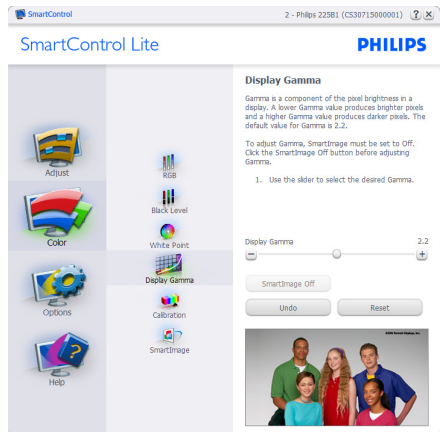 SmartControl
2 - Philips 225B1 (CS30715000001)
SmartControl Lite
PHILIPS
Display Gamma
Gamma is a component of the pixel brightness in a
display. A lower Gamma value produces brighter pixels
and a higher Gamma value produces darker pixels. The
default value for Gamma is 2.2.
To adjust Gamma, SmartImage must be set to Off.
Click the SmartImage Off button before adjusting
Gamma.
1. Use the slider to select the desired Gamma.
Adjust
Color
Options
Help
RGB
Black Level
White Point
Display Gamma
Calibration
SmartImage
Display Gamma
2.2
SmartImage Off
Undo
Reset